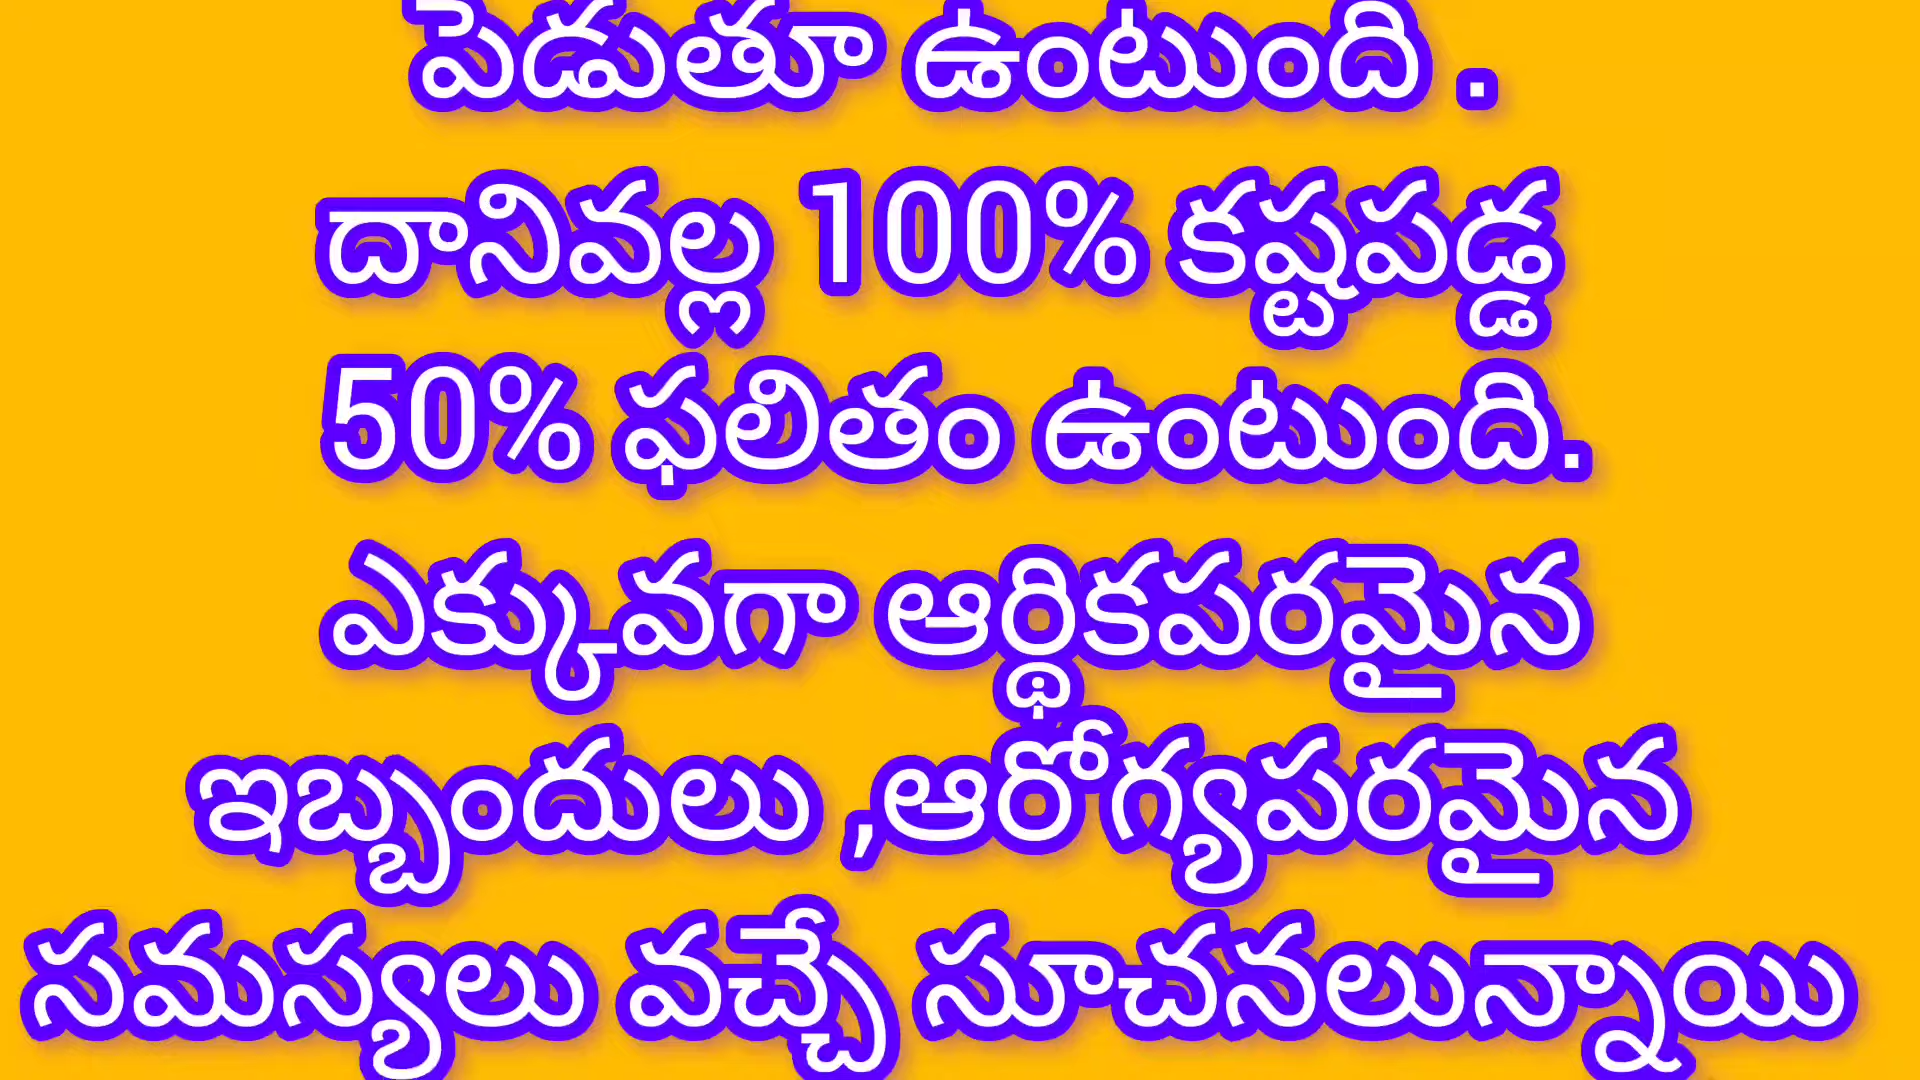 పెడుతూ ఉంటుంది .
దానివల్ల 100% కష్టపడ్డ
50% ఫలితం ఉంటుంది.
ఎక్కువగా ఆర్థికపరమైన
ఇబ్బందులు ,ఆరోగ్యపరమైన
సమస్యలు వచ్చే సూచనలున్నాయి